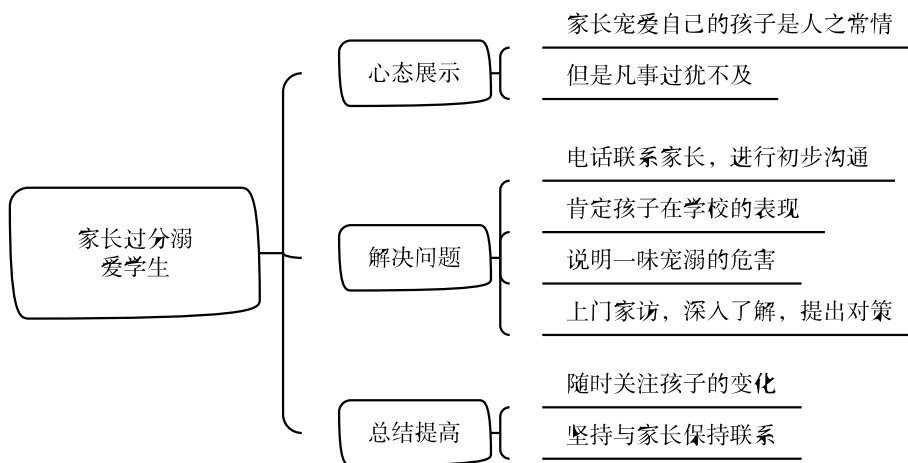 家长过分溺
爱学生
心态展示
家长宠爱自己的孩子是人之常情
但是凡事过犹不及
解决问题
电话联系家长，进行初步沟通
肯定孩子在学校的表现
说明一味宠溺的危害
上门家访，深入了解，提出对策
总结提高
随时关注孩子的变化
坚持与家长保持联系